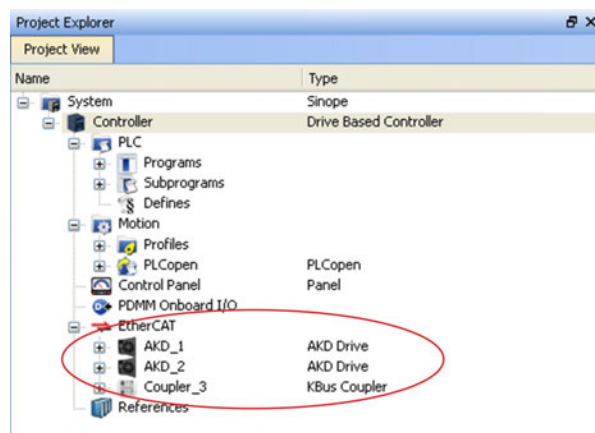 Project Explorer
Project View
Name Type
System Sinope
Controller Drive Based Controller
PLC
Programs
Subprograms
Defines
Motion
Profiles
PLCopen PLCopen
Control Panel Panel
PDMM Onboard I/O
EtherCAT
AKD_1 AKD Drive
AKD_2 AKD Drive
Coupler_3 KBus Coupler
References